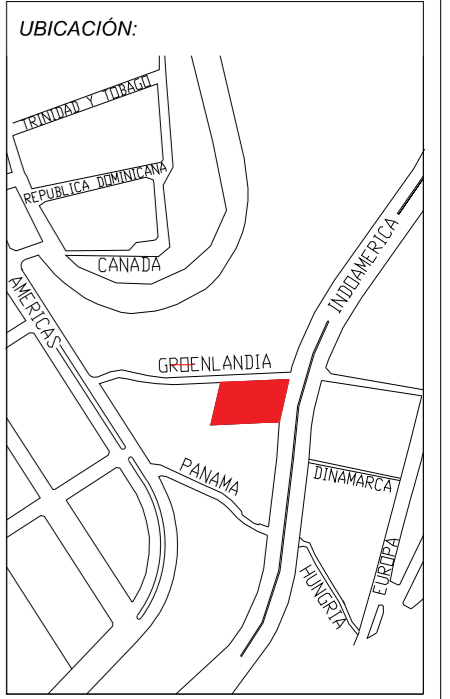 UBICACIÓN:
TRINIDAD Y TOBAGO
REPUBLICA DOMINICANA
CANADA
INDOAMERICA
AMERICAS
GROENLANDIA
PANAMA
DINAMARCA
HUNGRIA
EUROPA